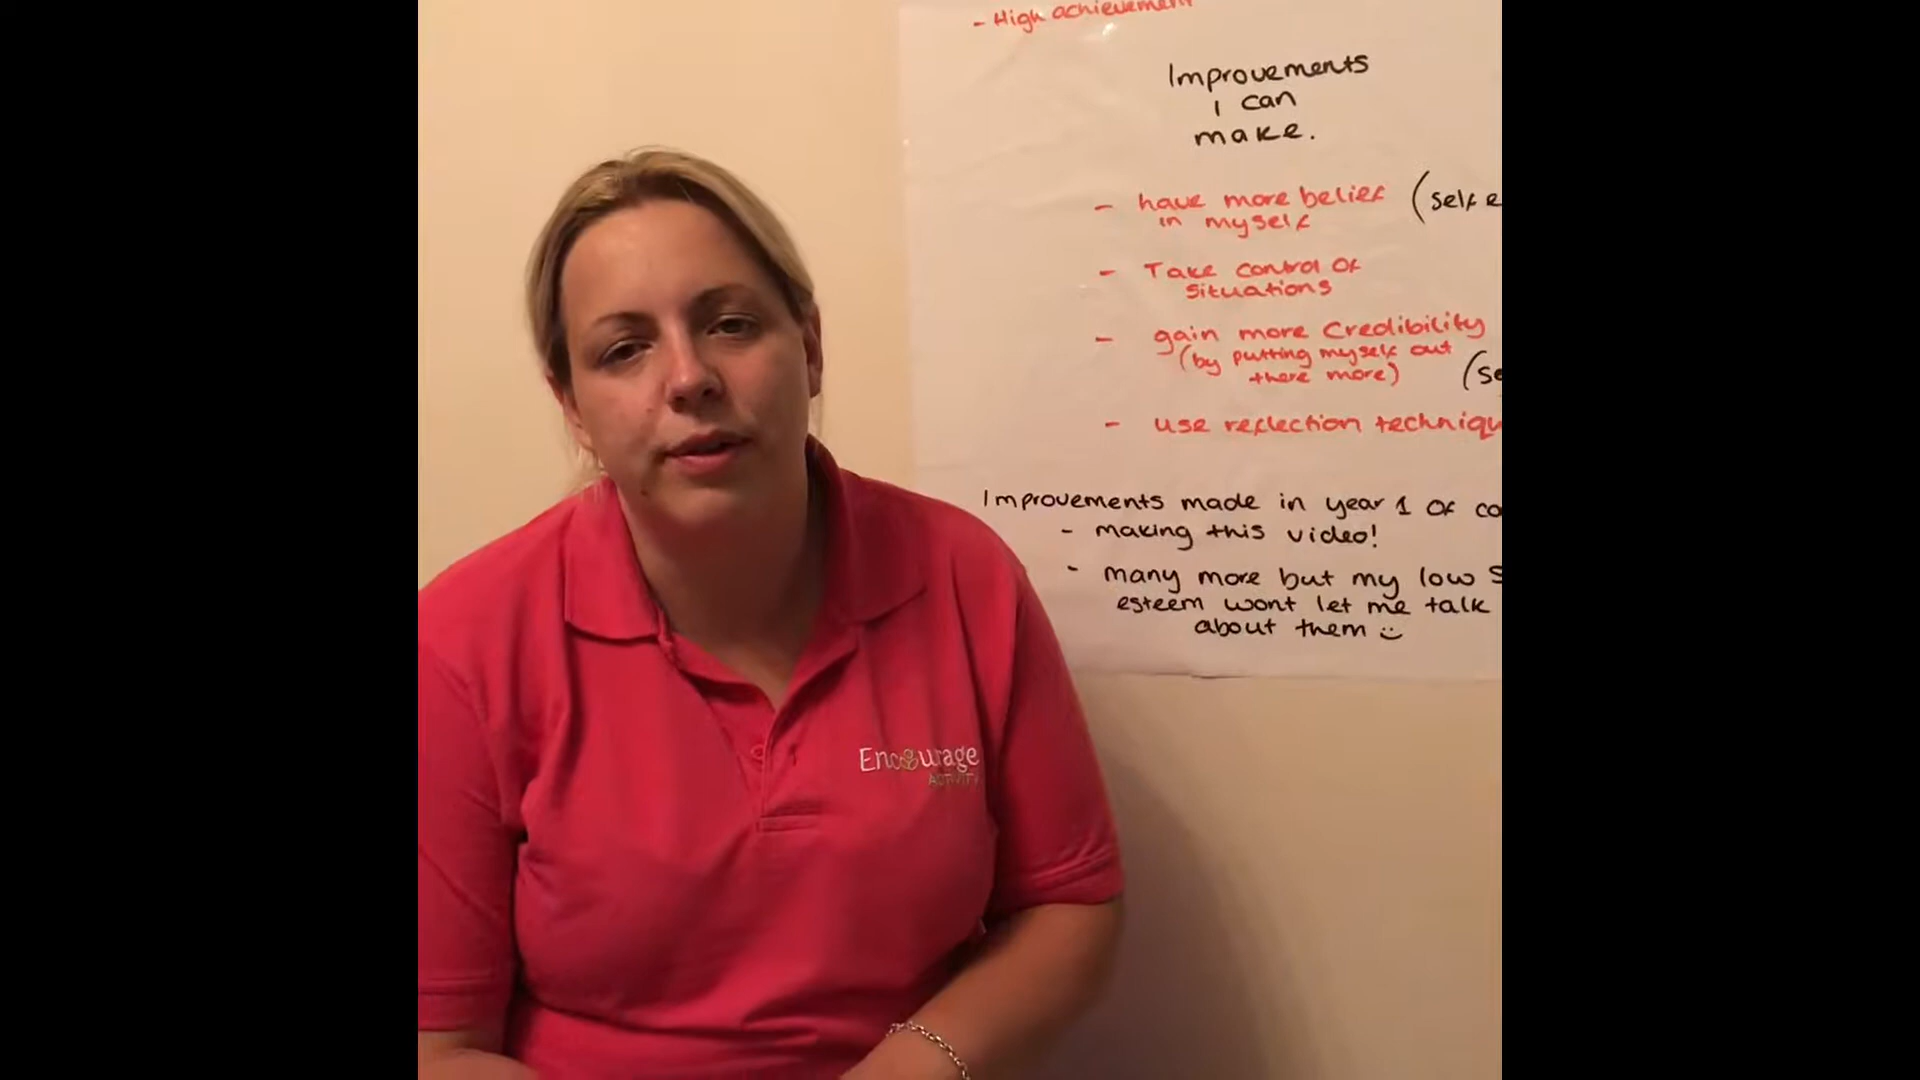 - High achievement
Improvements
I can
make.
- have more belief (self e
in myself
- Take control of
situations
- gain more credibility
(by putting myself out
there more) (se
- use reflection techniqu
Improvements made in year 1 of co
- making this video!
- many more but my low s
esteem wont let me talk
about them
Encourage
ACTIVITY